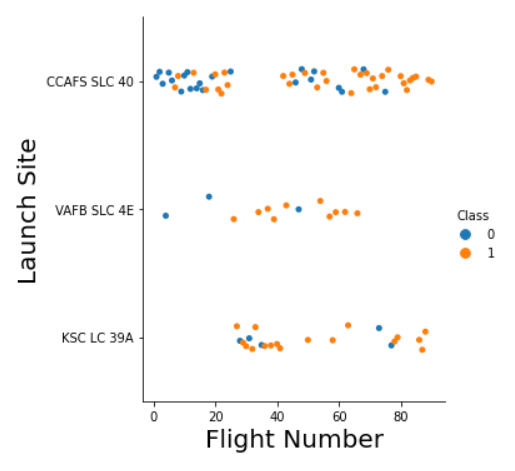 CCAFS SLC 40
VAFB SLC 4E
KSC LC 39A
Launch Site
0
20
40
60
80
Flight Number
Class
0
1